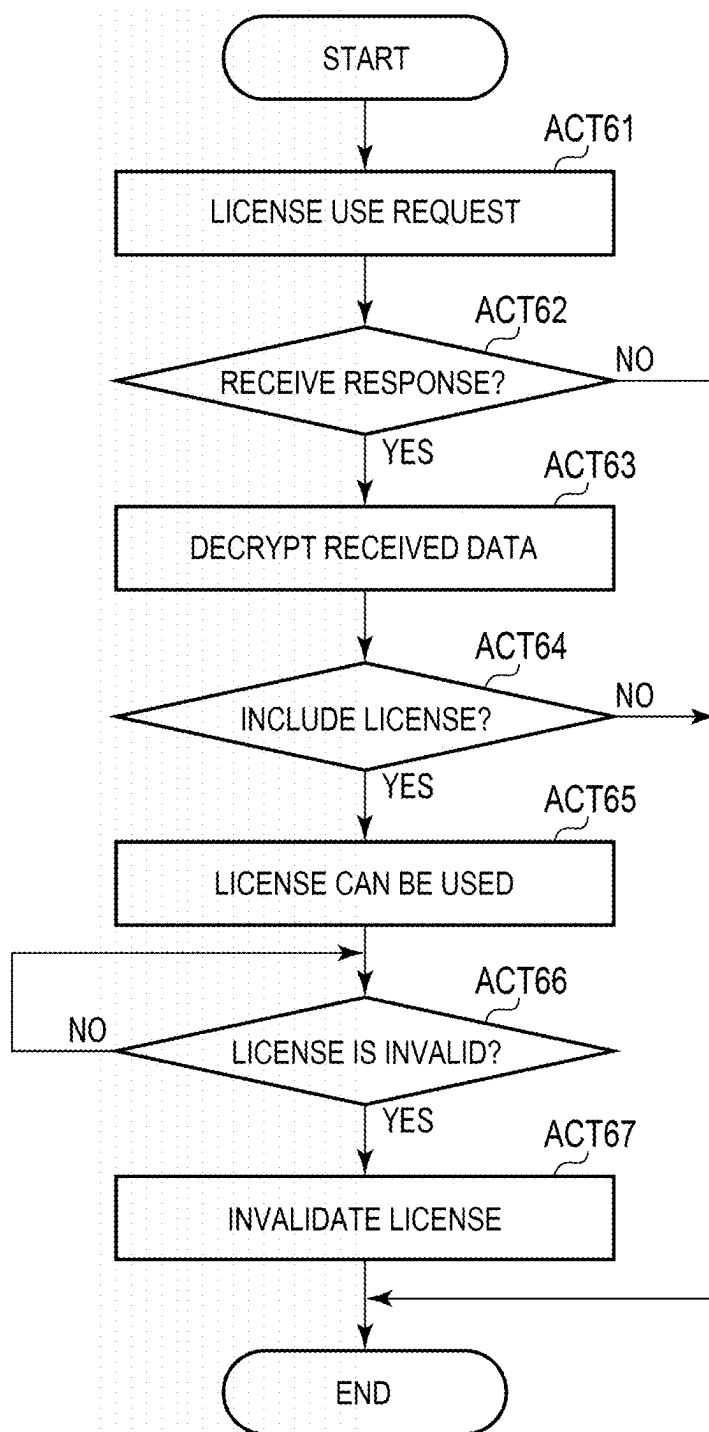 START
ACT61
LICENSE USE REQUEST
ACT62
RECEIVE RESPONSE?
NO
YES
ACT63
DECRYPT RECEIVED DATA
ACT64
INCLUDE LICENSE?
NO
YES
ACT65
LICENSE CAN BE USED
ACT66
NO
LICENSE IS INVALID?
YES
ACT67
INVALIDATE LICENSE
END